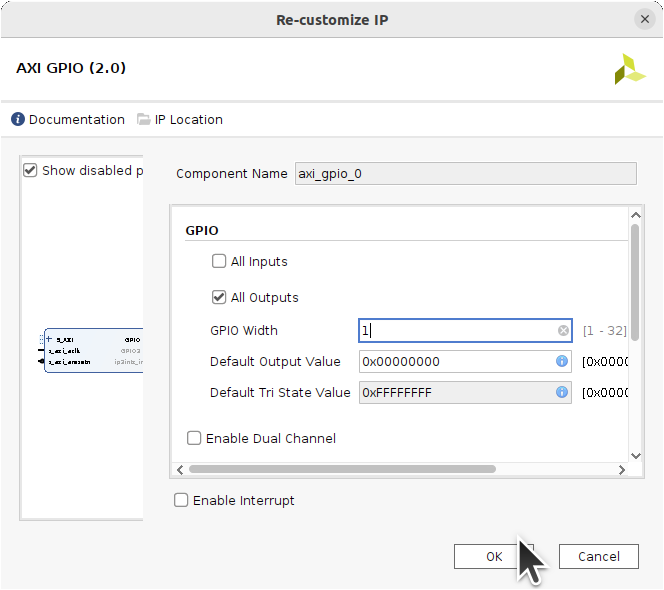 Re-customize IP
AXI GPIO (2.0)
Documentation IP Location
Show disabled p
Component Name axi_gpio_0
GPIO
All Inputs
All Outputs
GPIO Width 1 [1 - 32]
Default Output Value 0x00000000 [0x0000
Default Tri State Value 0xFFFFFFFF [0x0000
Enable Dual Channel
S_AXI GPIO
s_axi_aclk
s_axi_aresetn
Enable Interrupt
OK Cancel